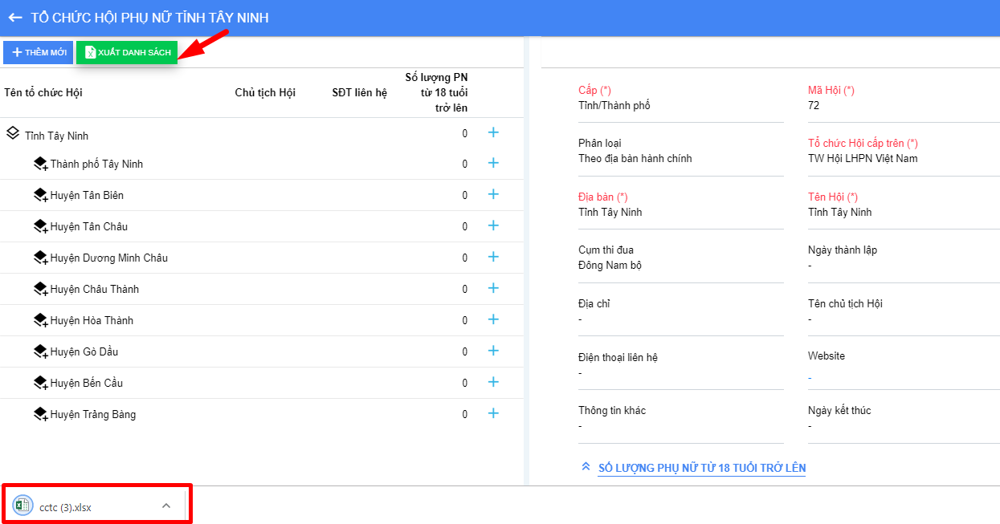 TỔ CHỨC HỘI PHỤ NỮ TỈNH TÂY NINH
THÊM MỚI
XUẤT DANH SÁCH
Tên tổ chức Hội
Chủ tịch Hội
SĐT liên hệ
Số lượng PN
từ 18 tuổi
trở lên
Tỉnh Tây Ninh 0 +
Thành phố Tây Ninh 0 +
Huyện Tân Biên 0 +
Huyện Tân Châu 0 +
Huyện Dương Minh Châu 0 +
Huyện Châu Thành 0 +
Huyện Hòa Thành 0 +
Huyện Gò Dầu 0 +
Huyện Bến Cầu 0 +
Huyện Trảng Bàng 0 +
Cấp (*)
Tỉnh/Thành phố
Mã Hội (*)
72
Phân loại
Theo địa bàn hành chính
Tổ chức Hội cấp trên (*)
TW Hội LHPN Việt Nam
Địa bàn (*)
Tỉnh Tây Ninh
Tên Hội (*)
Tỉnh Tây Ninh
Cụm thi đua
Đông Nam bộ
Ngày thành lập
-
Địa chỉ
-
Tên chủ tịch Hội
-
Điện thoại liên hệ
-
Website
-
Thông tin khác
-
Ngày kết thúc
-
SỐ LƯỢNG PHỤ NỮ TỪ 18 TUỔI TRỞ LÊN
cctc (3).xlsx